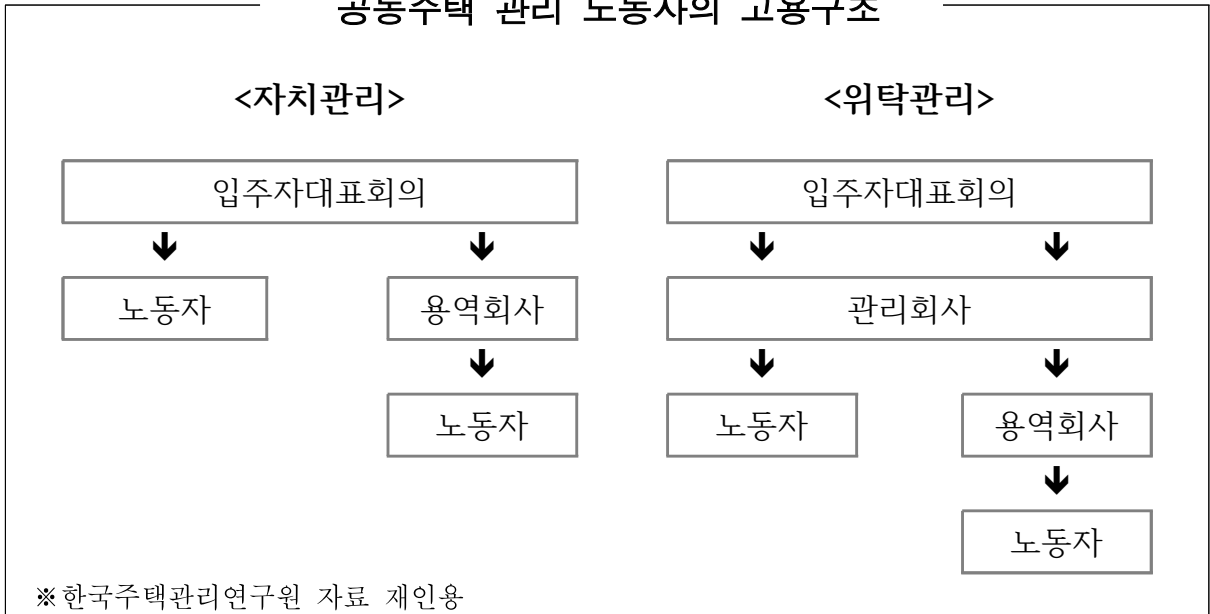 공동주택 관리 노동자의 고용구조
<자치관리>
<위탁관리>
입주자대표회의
입주자대표회의
노동자
용역회사
관리회사
노동자
노동자
용역회사
노동자
※한국주택관리연구원 자료 재인용